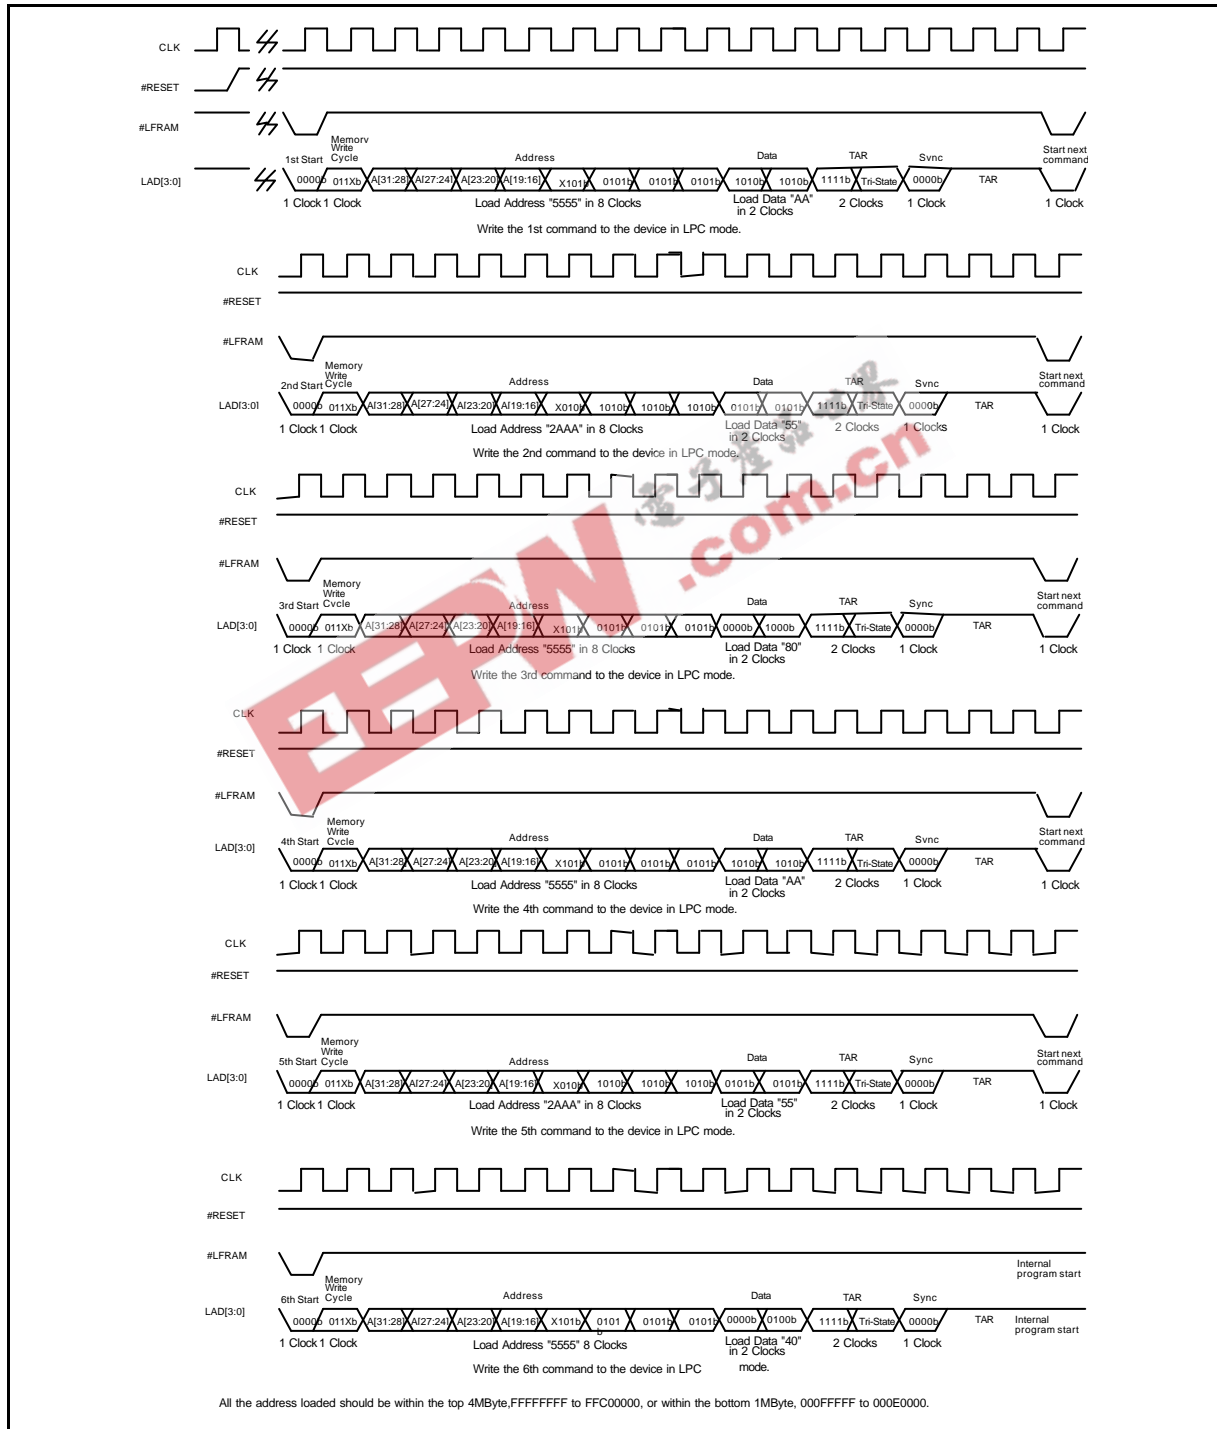 CLK
#RESET
#LFRAM
Memory
Write
Cycle
1st Start
Address
Data
TAR
Sync
Start next
command
LAD[3:0]
0000b 011Xb A[31:28] A[27:24] A[23:20] A[19:16] X101b 0101b 0101b 0101b 1010b 1010b 1111b Tri-State 0000b TAR
1 Clock 1 Clock Load Address "5555" in 8 Clocks Load Data "AA" in 2 Clocks 2 Clocks 1 Clock 1 Clock
Write the 1st command to the device in LPC mode.
CLK
#RESET
#LFRAM
Memory
Write
Cycle
2nd Start
Address
Data
TAR
Sync
Start next
command
LAD[3:0]
0000b 011Xb A[31:28] A[27:24] A[23:20] A[19:16] X010b 1010b 1010b 1010b 0101b 0101b 1111b Tri-State 0000b TAR
1 Clock 1 Clock Load Address "2AAA" in 8 Clocks Load Data "55" in 2 Clocks 2 Clocks 1 Clocks 1 Clock
Write the 2nd command to the device in LPC mode.
CLK
#RESET
#LFRAM
Memory
Write
Cycle
3rd Start
Address
Data
TAR
Sync
Start next
command
LAD[3:0]
0000b 011Xb A[31:28] A[27:24] A[23:20] A[19:16] X101b 0101b 0101b 0101b 0000b 1000b 1111b Tri-State 0000b TAR
1 Clock 1 Clock Load Address "5555" in 8 Clocks Load Data "80" in 2 Clocks 2 Clocks 1 Clock 1 Clock
Write the 3rd command to the device in LPC mode.
CLK
#RESET
#LFRAM
Memory
Write
Cycle
4th Start
Address
Data
TAR
Sync
Start next
command
LAD[3:0]
0000b 011Xb A[31:28] A[27:24] A[23:20] A[19:16] X101b 0101b 0101b 0101b 1010b 1010b 1111b Tri-State 0000b TAR
1 Clock 1 Clock Load Address "5555" in 8 Clocks Load Data "AA" in 2 Clocks 2 Clocks 1 Clock 1 Clock
Write the 4th command to the device in LPC mode.
CLK
#RESET
#LFRAM
Memory
Write
Cycle
5th Start
Address
Data
TAR
Sync
Start next
command
LAD[3:0]
0000b 011Xb A[31:28] A[27:24] A[23:20] A[19:16] X010b 1010b 1010b 1010b 0101b 0101b 1111b Tri-State 0000b TAR
1 Clock 1 Clock Load Address "2AAA" in 8 Clocks Load Data "55" in 2 Clocks 2 Clocks 1 Clock 1 Clock
Write the 5th command to the device in LPC mode.
CLK
#RESET
#LFRAM
Internal
program start
Memory
Write
Cycle
6th Start
Address
Data
TAR
Sync
LAD[3:0]
0000b 011Xb A[31:28] A[27:24] A[23:20] A[19:16] X101b 0101b 0101b 0101b 0000b 0100b 1111b Tri-State 0000b TAR
Internal
program start
1 Clock 1 Clock Load Address "5555" 8 Clocks Load Data "40" in 2 Clocks 2 Clocks 1 Clock
Write the 6th command to the device in LPC mode.
All the address loaded should be within the top 4MByte,FFFFFFFF to FFC00000, or within the bottom 1MByte, 000FFFFF to 000E0000.
EEPW.com.cn
電子產品世界